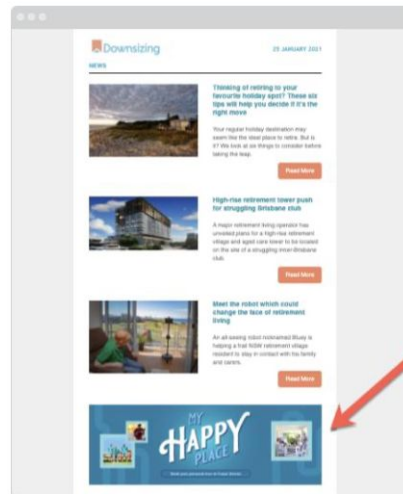 Downsizing
25 JANUARY 2021
NEWS
Thinking of retiring to your
favourite holiday spot? These six
tips will help you decide if it's the
right move
Your regular holiday destination may
seem like the ideal place to retire. But is
it? We look at six things to consider before
taking the leap.
Read More
High-rise retirement tower push
for struggling Brisbane club
A major retirement living operator has
unveiled plans for a high-rise retirement
village and aged care tower to be located
on the site of a struggling inner-Brisbane
club.
Read More
Meet the robot which could
change the face of retirement
living
An all-seeing robot nicknamed Bluey is
helping a frail NSW retirement village
resident to stay in contact with his family
and carers.
Read More
MY
HAPPY
PLACE